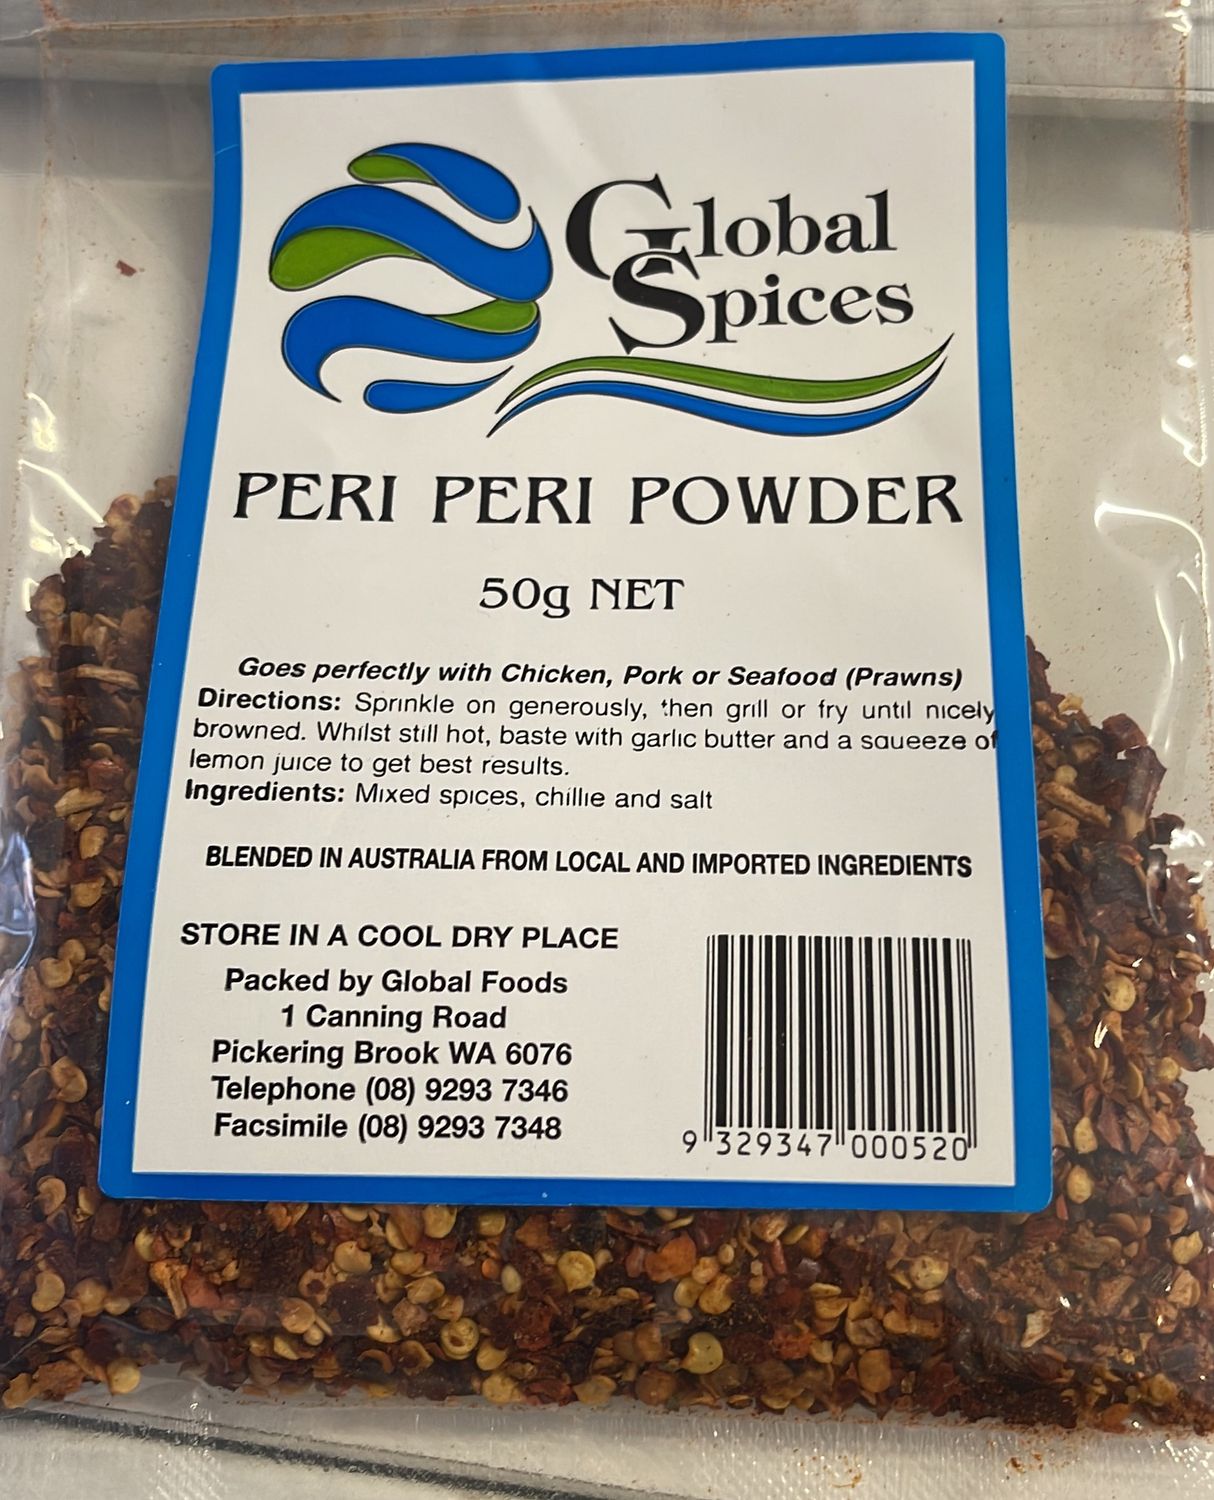 Global
Spices
PERI PERI POWDER
50g NET
Goes perfectly with Chicken, Pork or Seafood (Prawns)
Directions: Sprinkle on generously, then grill or fry until nicely
browned. Whilst still hot, baste with garlic butter and a squeeze of
lemon juice to get best results.
Ingredients: Mixed spices, chillie and salt
BLENDED IN AUSTRALIA FROM LOCAL AND IMPORTED INGREDIENTS
STORE IN A COOL DRY PLACE
Packed by Global Foods
1 Canning Road
Pickering Brook WA 6076
Telephone (08) 9293 7346
Facsimile (08) 9293 7348
9 329347 000520